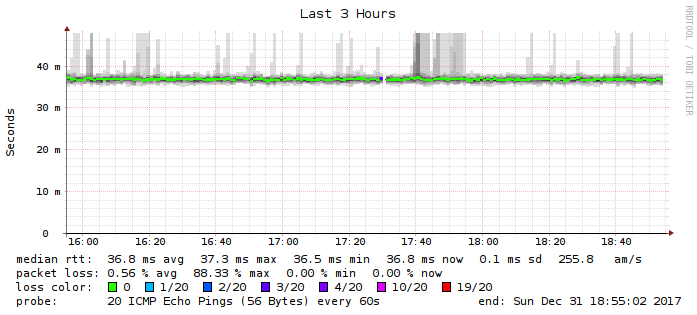 Last 3 Hours
RRDTOOL / TOBI OETIKER
Seconds
40 m
30 m
20 m
10 m
0
16:00 16:20 16:40 17:00 17:20 17:40 18:00 18:20 18:40
median rtt: 36.8 ms avg 37.3 ms max 36.5 ms min 36.8 ms now 0.1 ms sd 255.8 am/s
packet loss: 0.56 % avg 88.33 % max 0.00 % min 0.00 % now
loss color: 0 1/20 2/20 3/20 4/20 10/20 19/20
probe: 20 ICMP Echo Pings (56 Bytes) every 60s end: Sun Dec 31 18:55:02 2017